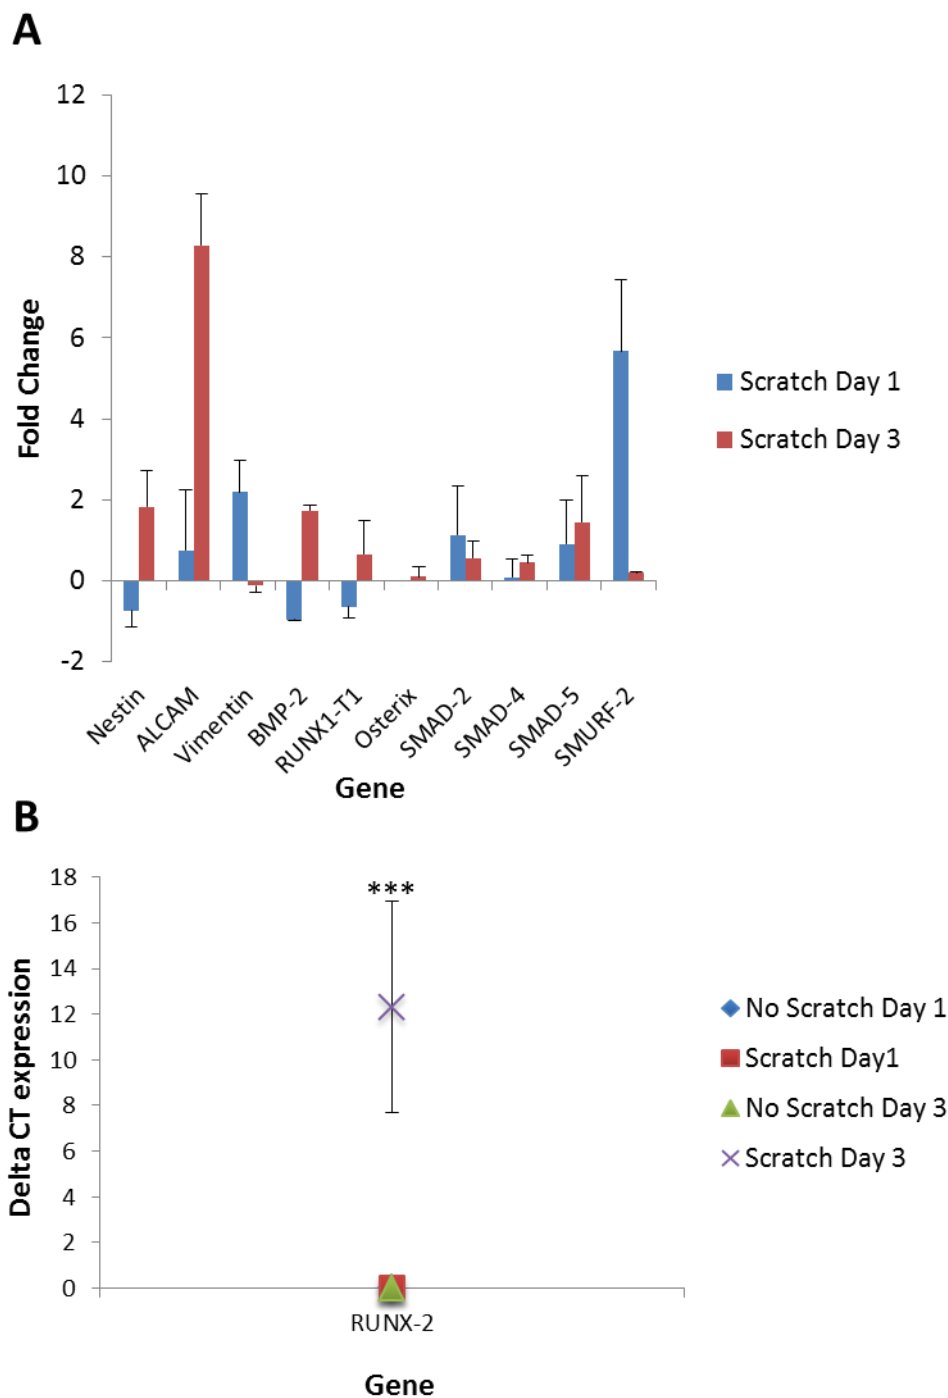 A
12
10
8
6
4
2
0
-2
Fold Change
Scratch Day 1
Scratch Day 3
Nestin
ALCAM
Vimentin
BMP-2
RUNX1-T1
Osterix
SMAD-2
SMAD-4
SMAD-5
SMURF-2
Gene
B
18
16
14
12
10
8
6
4
2
0
Delta CT expression
***
No Scratch Day 1
Scratch Day1
No Scratch Day 3
Scratch Day 3
RUNX-2
Gene